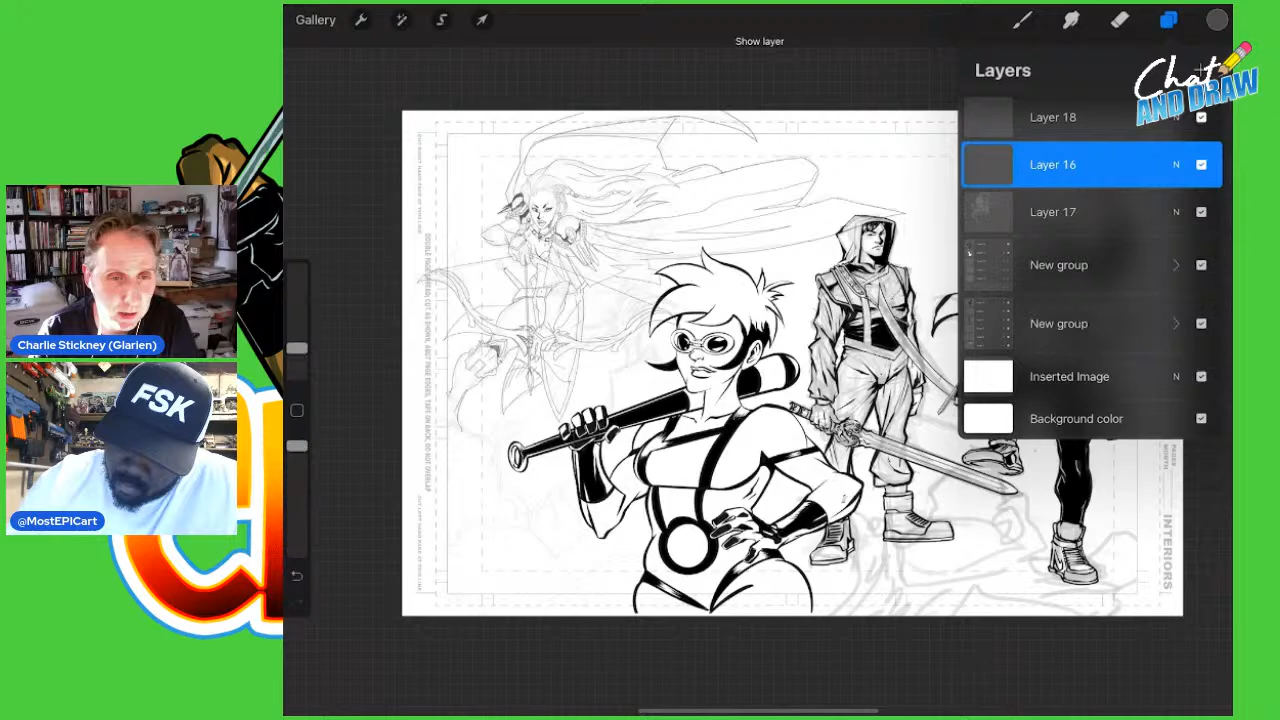 Gallery
Show layer
Layers
Chat
AND DRAW
Layer 18
Layer 16
N
Layer 17
N
New group
New group
Inserted Image
N
Background color
Charlie Stickney (Glarien)
FSK
@MostEPICart
INTERIORS